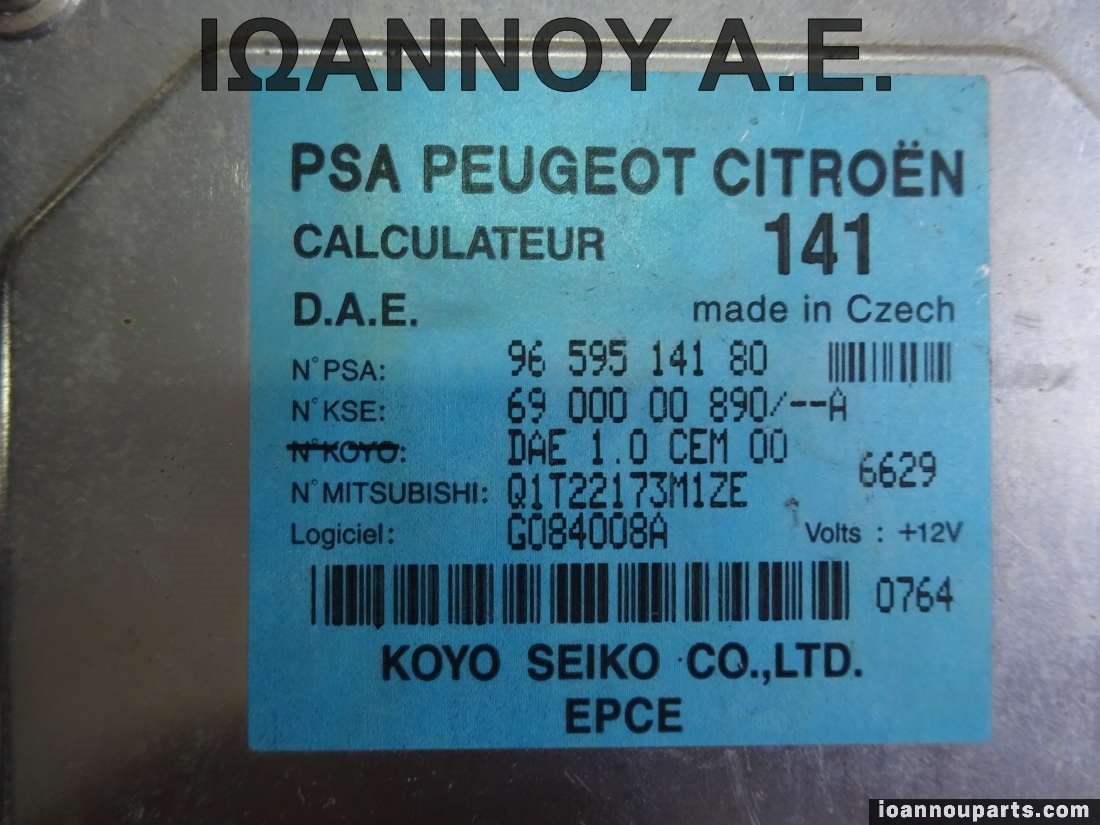 ΙΩΑΝΝΟΥ Α.Ε.
PSA PEUGEOT CITROËN
CALCULATEUR 141
D.A.E. made in Czech
N°PSA: 96 595 141 80
N°KSE: 69 000 00 890/--A
N°KOYO: DAE 1.0 CEM 00
6629
N°MITSUBISHI: Q1T22173M1ZE
Logiciel: G084008A Volts : +12V
0764
KOYO SEIKO CO.,LTD.
EPCE
ioannouparts.com